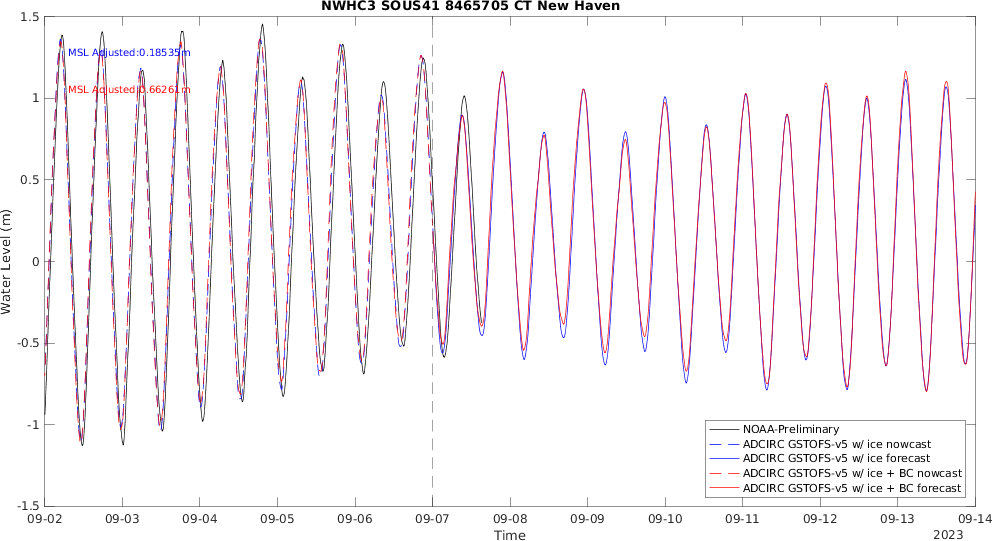 NWHC3 SOUS41 8465705 CT New Haven
MSL Adjusted:0.18535m
MSL Adjusted:0.66261m
Water Level (m)
1.5
1
0.5
0
-0.5
-1
-1.5
NOAA-Preliminary
ADCIRC GSTOFS-v5 w/ ice nowcast
ADCIRC GSTOFS-v5 w/ ice forecast
ADCIRC GSTOFS-v5 w/ ice + BC nowcast
ADCIRC GSTOFS-v5 w/ ice + BC forecast
09-02 09-03 09-04 09-05 09-06 09-07 09-08 09-09 09-10 09-11 09-12 09-13 09-14
Time
2023